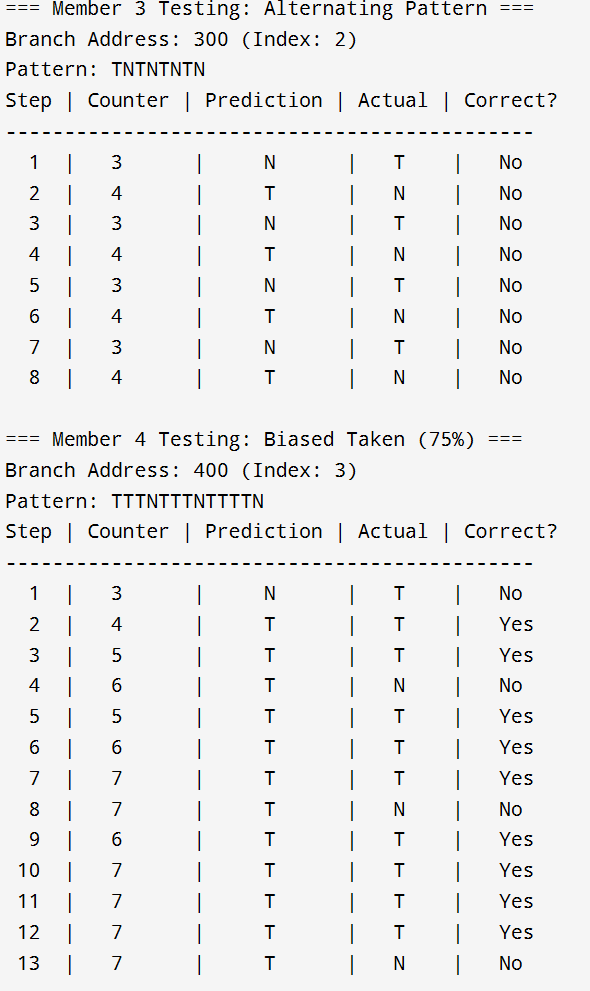 === Member 3 Testing: Alternating Pattern ===
Branch Address: 300 (Index: 2)
Pattern: TNTNTNTN
Step | Counter | Prediction | Actual | Correct?
---------------------------------------------
1 | 3 | N | T | No
2 | 4 | T | N | No
3 | 3 | N | T | No
4 | 4 | T | N | No
5 | 3 | N | T | No
6 | 4 | T | N | No
7 | 3 | N | T | No
8 | 4 | T | N | No
=== Member 4 Testing: Biased Taken (75%) ===
Branch Address: 400 (Index: 3)
Pattern: TTTNTTTNTTTTN
Step | Counter | Prediction | Actual | Correct?
---------------------------------------------
1 | 3 | N | T | No
2 | 4 | T | T | Yes
3 | 5 | T | T | Yes
4 | 6 | T | N | No
5 | 5 | T | T | Yes
6 | 6 | T | T | Yes
7 | 7 | T | T | Yes
8 | 7 | T | N | No
9 | 6 | T | T | Yes
10 | 7 | T | T | Yes
11 | 7 | T | T | Yes
12 | 7 | T | T | Yes
13 | 7 | T | N | No